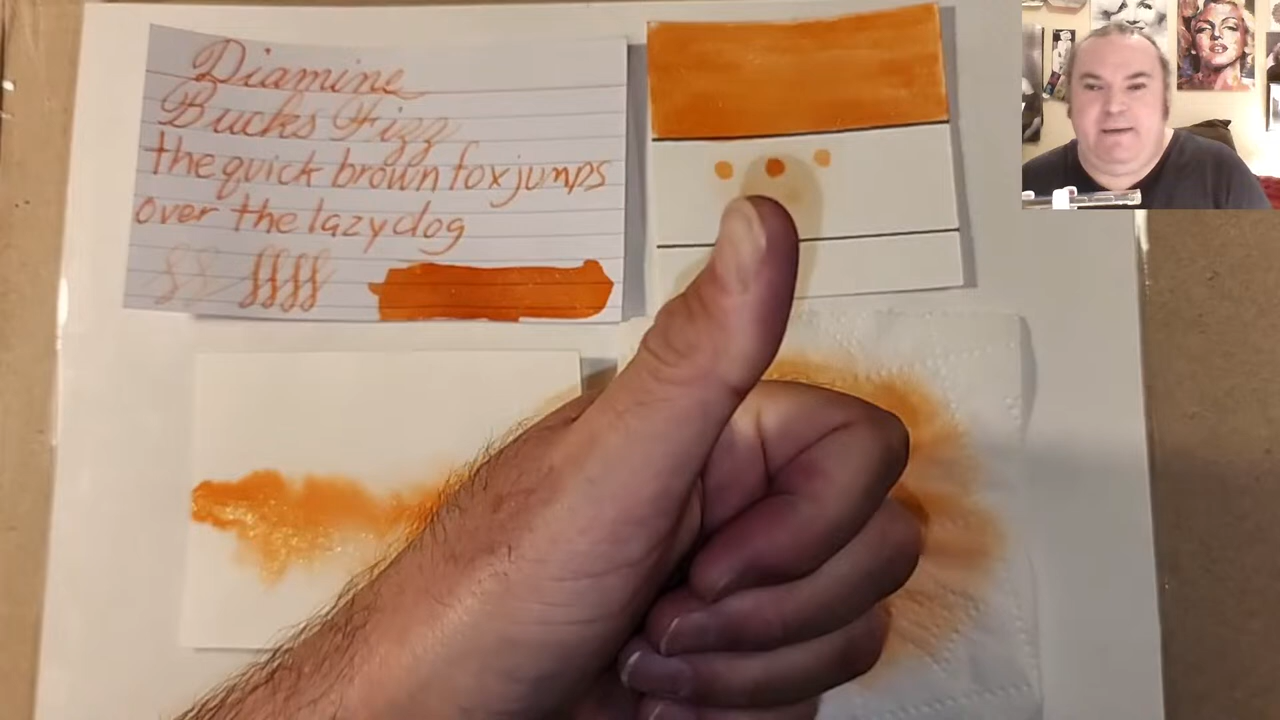 Diamine
Bucks Fizz
the quick brown fox jumps
over the lazy dog